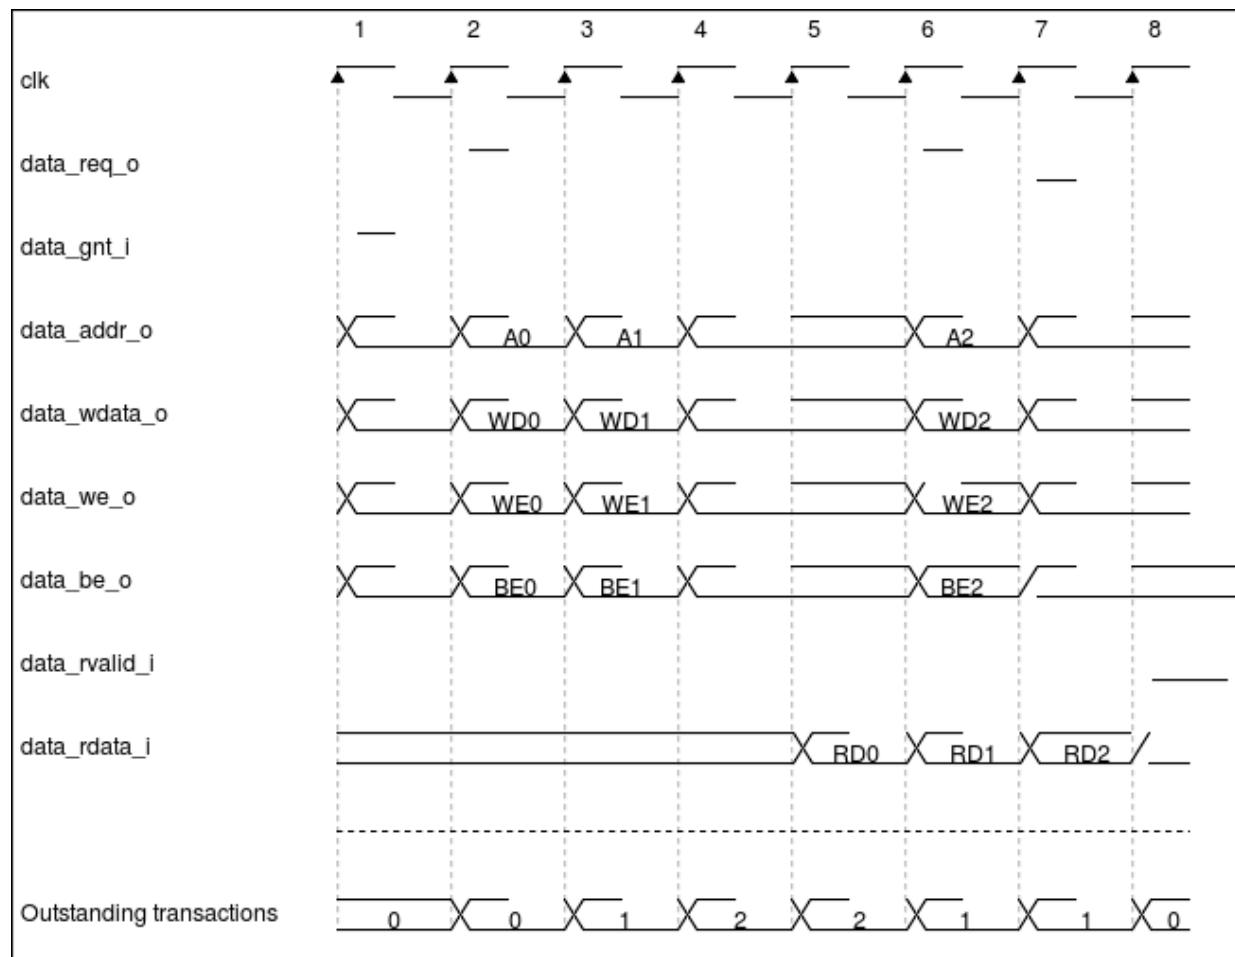 1 2 3 4 5 6 7 8
clk
data_req_o
data_gnt_i
data_addr_o A0 A1 A2
data_wdata_o WD0 WD1 WD2
data_we_o WE0 WE1 WE2
data_be_o BE0 BE1 BE2
data_rvalid_i
data_rdata_i RD0 RD1 RD2
Outstanding transactions 0 0 1 2 2 1 1 0